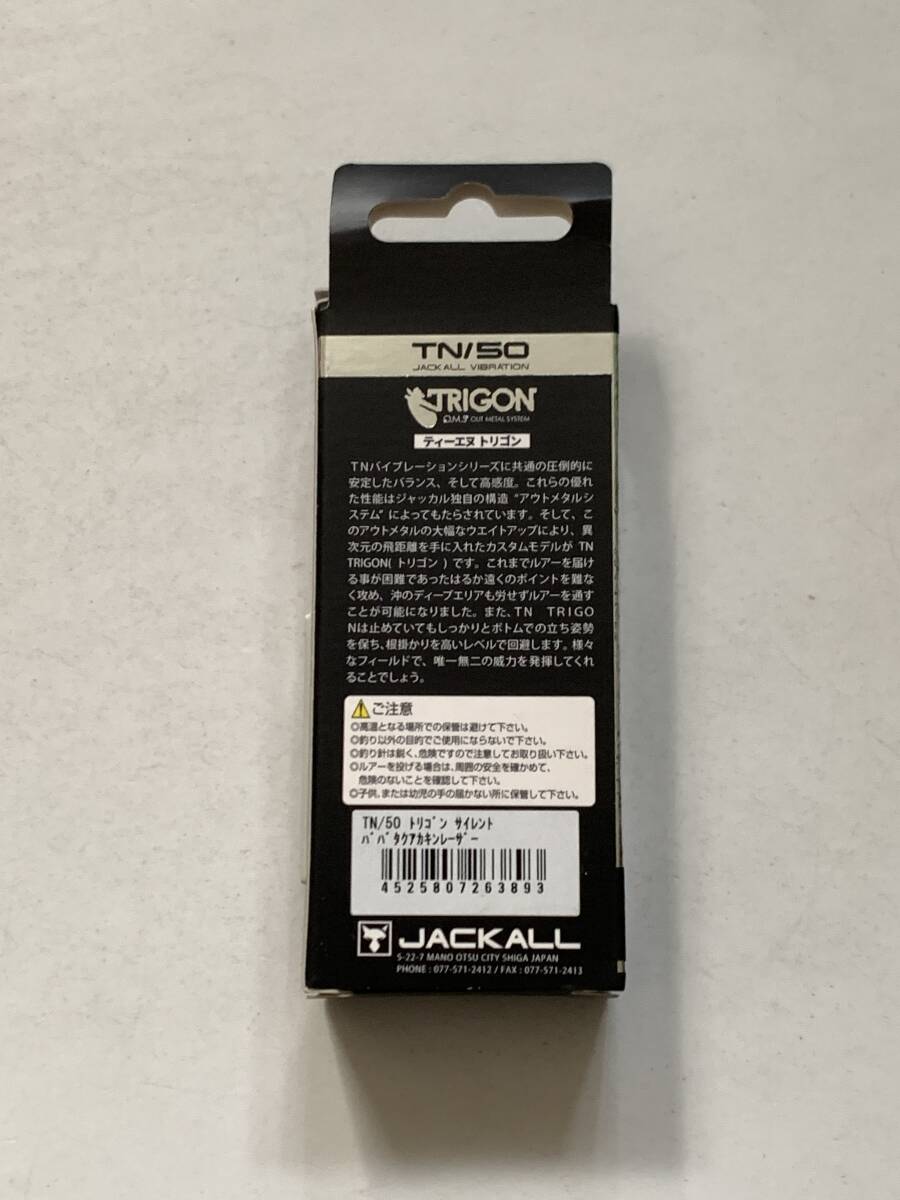 TN/50
JACKALL VIBRATION
TRIGON
O.M.S OUT METAL SYSTEM
ティーエヌ トリゴン
TNバイブレーションシリーズに共通の圧倒的に
安定したバランス、そして高感度。これらの優れ
た性能はジャッカル独自の構造 “アウトメタルシ
ステム” によってもたらされています。そして、こ
のアウトメタルの大幅なウエイトアップにより、異
次元の飛距離を手に入れたカスタムモデルが TN
TRIGON( トリゴン ) です。これまでルアーを届け
る事が困難であったはるか遠くのポイントを難な
く攻め、沖のディープエリアも労せずルアーを通す
ことが可能になりました。また、TN TRIGO
Nは止めていてもしっかりとボトムでの立ち姿勢
を保ち、根掛かりを高いレベルで回避します。様々
なフィールドで、唯一無二の威力を発揮してくれ
ることでしょう。
ご注意
◎高温となる場所での保管は避けて下さい。
◎釣り以外の目的でご使用にならないで下さい。
◎釣り針は鋭く、危険ですので注意してお取り扱い下さい。
◎ルアーを投げる場合は、周囲の安全を確かめて、
危険のないことを確認して下さい。
◎子供、または幼児の手の届かない所に保管して下さい。
TN/50 ﾄﾘｺﾞﾝ ｻｲﾚﾝﾄ
ﾊﾞﾊﾞﾀｸｱｶｷﾝﾚｰｻﾞｰ
4525807263893
JACKALL
5-22-7 MANO OTSU CITY SHIGA JAPAN
PHONE : 077-571-2412 / FAX : 077-571-2413